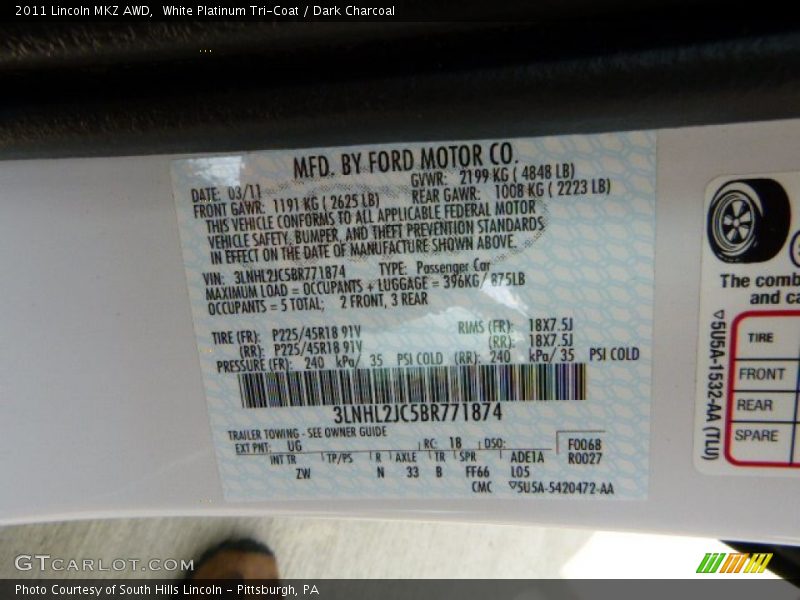 2011 Lincoln MKZ AWD, White Platinum Tri-Coat / Dark Charcoal
MFD. BY FORD MOTOR CO.
DATE: 03/11 GVWR: 2199 KG ( 4848 LB)
FRONT GAWR: 1191 KG ( 2625 LB) REAR GAWR: 1008 KG ( 2223 LB)
THIS VEHICLE CONFORMS TO ALL APPLICABLE FEDERAL MOTOR
VEHICLE SAFETY, BUMPER, AND THEFT PREVENTION STANDARDS
IN EFFECT ON THE DATE OF MANUFACTURE SHOWN ABOVE.
VIN: 3LNHL2JC5BR771874 TYPE: Passenger Car
MAXIMUM LOAD = OCCUPANTS + LUGGAGE = 396KG / 875LB
OCCUPANTS = 5 TOTAL; 2 FRONT, 3 REAR
TIRE (FR): P225/45R18 91V RIMS (FR): 18X7.5J
(RR): P225/45R18 91V (RR): 18X7.5J
PRESSURE (FR): 240 kPa/ 35 PSI COLD (RR): 240 kPa/ 35 PSI COLD
3LNHL2JC5BR771874
TRAILER TOWING - SEE OWNER GUIDE
EXT PNT: UG RC: 18 DSO: F0068
INT TR TP/PS R AXLE TR SPR ADE1A R0027
ZW N 33 B FF66 L05
CMC 5U5A-5420472-AA
The comb
and ca
5U5A-1532-AA (TLU)
TIRE
FRONT
REAR
SPARE
GTCARLOT.COM
Photo Courtesy of South Hills Lincoln - Pittsburgh, PA